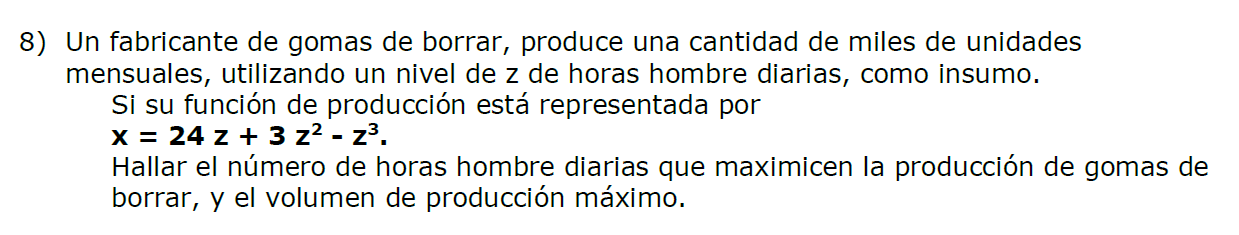 8) Un fabricante de gomas de borrar, produce una cantidad de miles de unidades
mensuales, utilizando un nivel de z de horas hombre diarias, como insumo.
Si su función de producción está representada por
x = 24 z + 3 z² - z³.
Hallar el número de horas hombre diarias que maximicen la producción de gomas de
borrar, y el volumen de producción máximo.